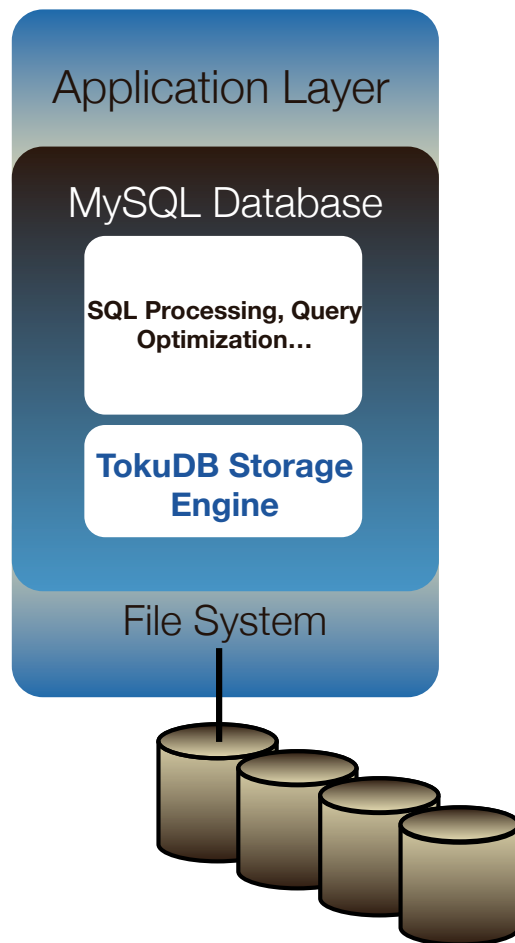 Application Layer
MySQL Database
SQL Processing, Query
Optimization…
TokuDB Storage
Engine
File System